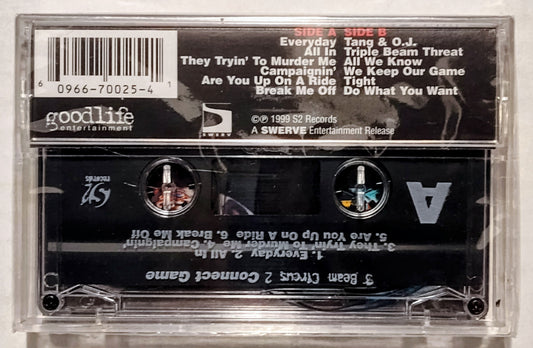 SIDE A SIDE B
Everyday Tang & O.J.
All In Triple Beam Threat
They Tryin' To Murder Me All We Know
Campaignin' We Keep Our Game
Are You Up On A Ride Tight
Break Me Off Do What You Want
6 0966-70025-4 1
goodlife
entertainment
SWERV
©℗ 1999 S2 Records
A SWERVE Entertainment Release
A
S2
records
3 Beam Circus 2 Connect Game
1. Everyday 2. All In
3. They Tryin' To Murder Me 4. Campaignin'
5. Are You Up On A Ride 6. Break Me Off